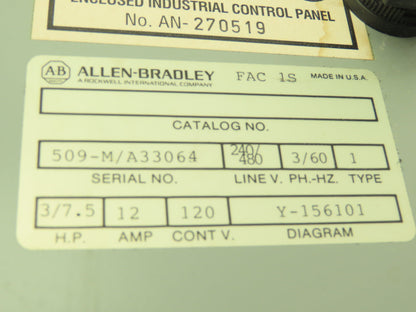 ENCLOSED INDUSTRIAL CONTROL PANEL
No. AN-270519
AB ALLEN-BRADLEY FAC 1S MADE IN U.S.A.
A ROCKWELL INTERNATIONAL COMPANY
CATALOG NO.
509-M/A33064 240/480 3/60 1
SERIAL NO. LINE V. PH.-HZ. TYPE
3/7.5 12 120 Y-156101
H.P. AMP CONT V. DIAGRAM